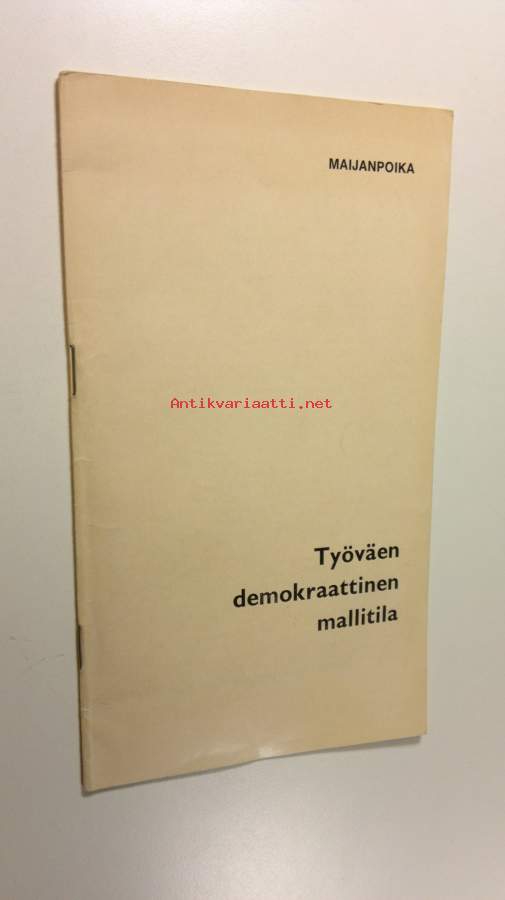 MAIJANPOIKA
Antikvariaatti.net
Työväen
demokraattinen
mallitila